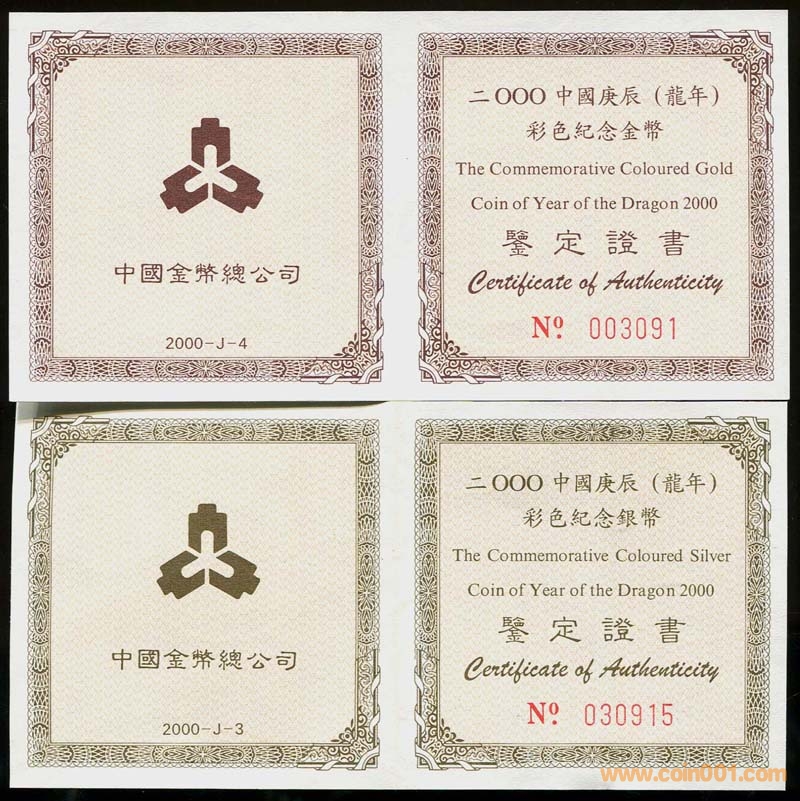 中國金幣總公司
2000-J-4
二OOO 中國庚辰（龍年）
彩色紀念金幣
The Commemorative Coloured Gold
Coin of Year of the Dragon 2000
鑒定證書
Certificate of Authenticity
Nº 003091
中國金幣總公司
2000-J-3
二OOO 中國庚辰（龍年）
彩色紀念銀幣
The Commemorative Coloured Silver
Coin of Year of the Dragon 2000
鑒定證書
Certificate of Authenticity
Nº 030915
www.coin001.com